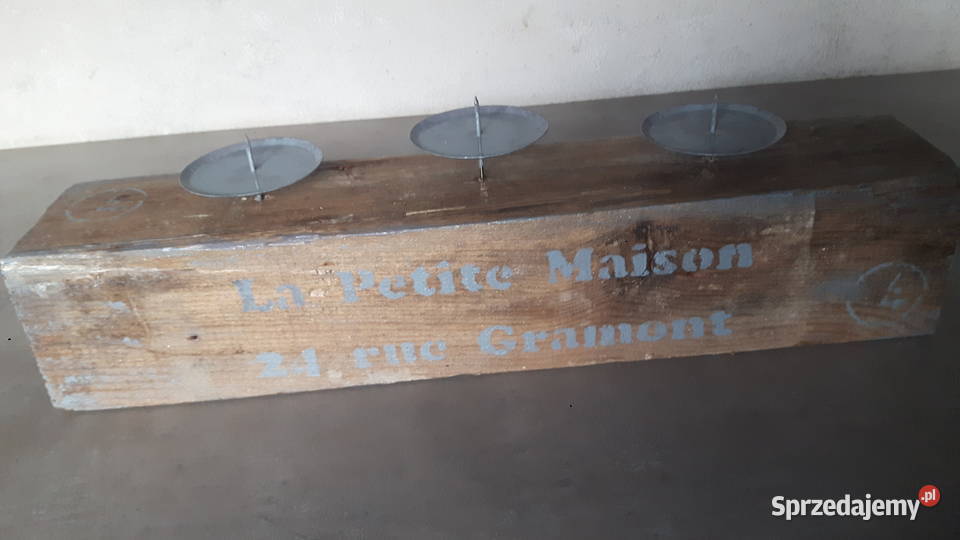 La Petite Maison
24 rue Gramont
Sprzedajemy.pl